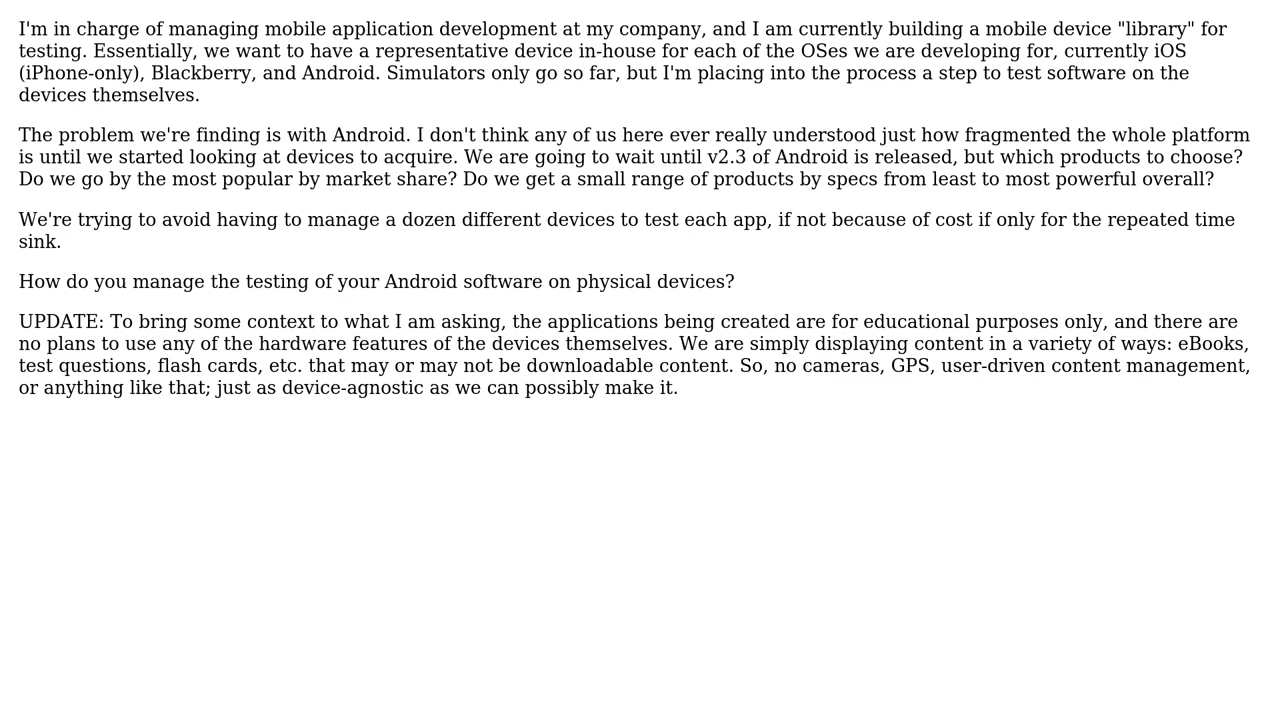 I'm in charge of managing mobile application development at my company, and I am currently building a mobile device "library" for
testing. Essentially, we want to have a representative device in-house for each of the OSes we are developing for, currently iOS
(iPhone-only), Blackberry, and Android. Simulators only go so far, but I'm placing into the process a step to test software on the
devices themselves.
The problem we're finding is with Android. I don't think any of us here ever really understood just how fragmented the whole platform
is until we started looking at devices to acquire. We are going to wait until v2.3 of Android is released, but which products to choose?
Do we go by the most popular by market share? Do we get a small range of products by specs from least to most powerful overall?
We're trying to avoid having to manage a dozen different devices to test each app, if not because of cost if only for the repeated time
sink.
How do you manage the testing of your Android software on physical devices?
UPDATE: To bring some context to what I am asking, the applications being created are for educational purposes only, and there are
no plans to use any of the hardware features of the devices themselves. We are simply displaying content in a variety of ways: eBooks,
test questions, flash cards, etc. that may or may not be downloadable content. So, no cameras, GPS, user-driven content management,
or anything like that; just as device-agnostic as we can possibly make it.